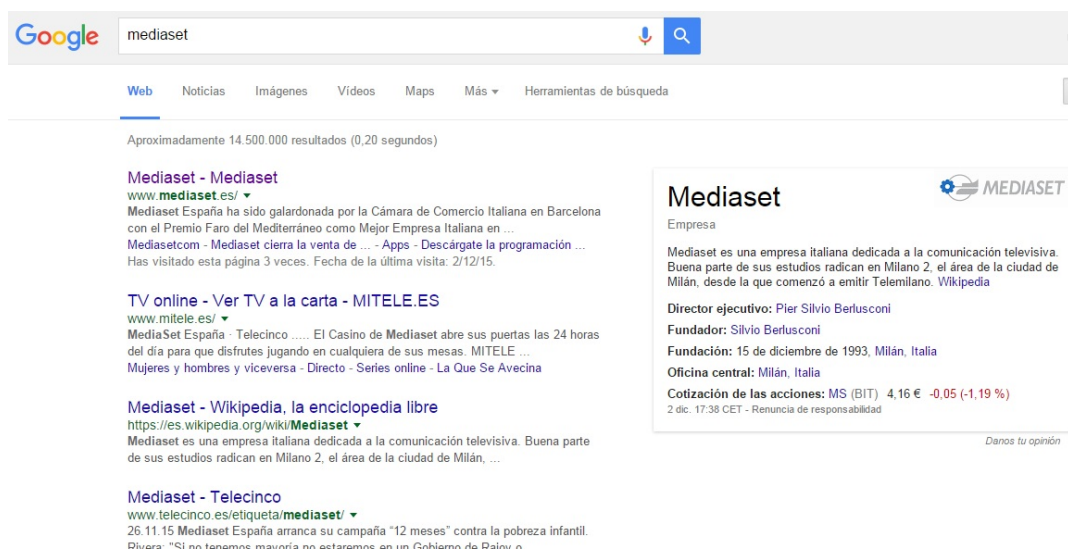 Google
mediaset
Web Noticias Imágenes Vídeos Maps Más Herramientas de búsqueda
Aproximadamente 14.500.000 resultados (0,20 segundos)
Mediaset - Mediaset
www.mediaset.es/
Mediaset España ha sido galardonada por la Cámara de Comercio Italiana en Barcelona
con el Premio Faro del Mediterráneo como Mejor Empresa Italiana en ...
Mediasetcom - Mediaset cierra la venta de ... - Apps - Descárgate la programación ...
Has visitado esta página 3 veces. Fecha de la última visita: 2/12/15.
TV online - Ver TV a la carta - MITELE.ES
www.mitele.es/
MediaSet España · Telecinco ..... El Casino de Mediaset abre sus puertas las 24 horas
del día para que disfrutes jugando en cualquiera de sus mesas. MITELE ...
Mujeres y hombres y viceversa - Directo - Series online - La Que Se Avecina
Mediaset - Wikipedia, la enciclopedia libre
https://es.wikipedia.org/wiki/Mediaset
Mediaset es una empresa italiana dedicada a la comunicación televisiva. Buena parte
de sus estudios radican en Milano 2, el área de la ciudad de Milán, ...
Mediaset - Telecinco
www.telecinco.es/etiqueta/mediaset/
26.11.15 Mediaset España arranca su campaña “12 meses” contra la pobreza infantil.
Rivera: "Si no tenemos mayoría no estaremos en un Gobierno de Rajoy o
Mediaset
MEDIASET
Empresa
Mediaset es una empresa italiana dedicada a la comunicación televisiva.
Buena parte de sus estudios radican en Milano 2, el área de la ciudad de
Milán, desde la que comenzó a emitir Telemilano. Wikipedia
Director ejecutivo: Pier Silvio Berlusconi
Fundador: Silvio Berlusconi
Fundación: 15 de diciembre de 1993, Milán, Italia
Oficina central: Milán, Italia
Cotización de las acciones: MS (BIT) 4,16 € -0,05 (-1,19 %)
2 dic. 17:38 CET - Renuncia de responsabilidad
Danos tu opinión